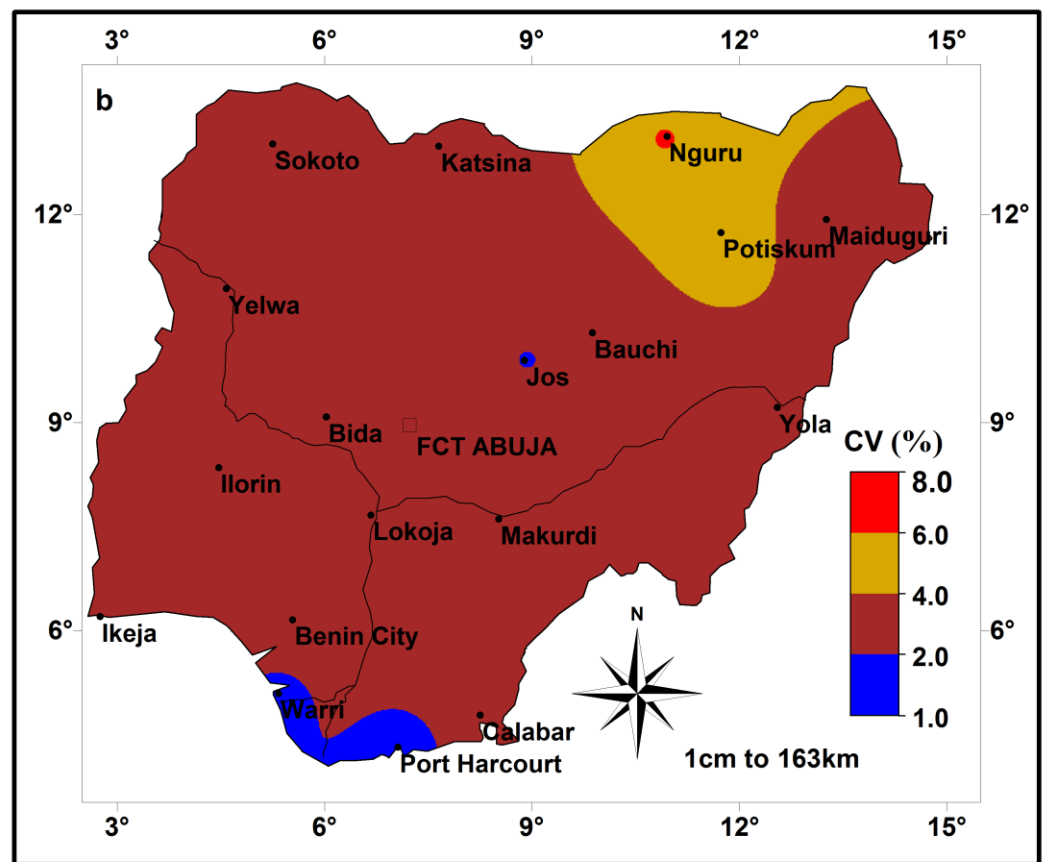 3° 6° 9° 12° 15°
b
Nguru
Sokoto
Katsina
12° 12°
Potiskum
Maiduguri
Yelwa
Bauchi
Jos
9° 9°
Bida
FCT ABUJA
Yola
CV (%)
Ilorin
8.0
Lokoja
Makurdi
6.0
4.0
N
Ikeja
Benin City
6° 6°
2.0
Warri
Calabar
1.0
Port Harcourt
1cm to 163km
3° 6° 9° 12° 15°